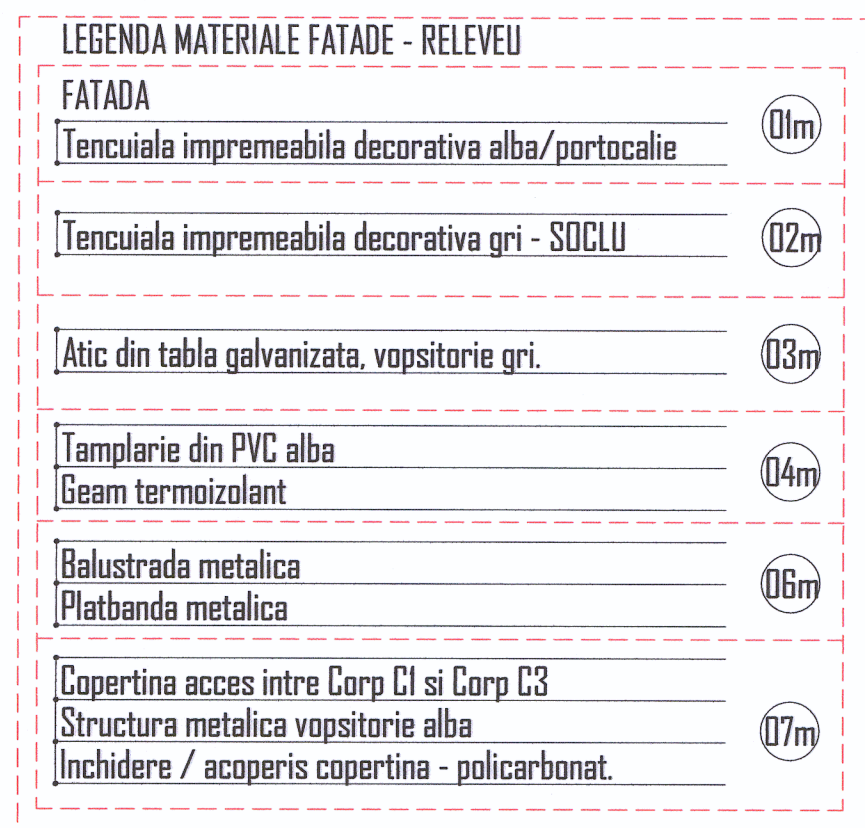 LEGENDA MATERIALE FATADE - RELEVEU
FATADA
01m
Tencuiala impremeabila decorativa alba/portocalie
Tencuiala impremeabila decorativa gri - SOCLU
02m
Atic din tabla galvanizata, vopsitorie gri.
03m
Tamplarie din PVC alba
04m
Geam termoizolant
Balustrada metalica
06m
Platbanda metalica
Copertina acces intre Corp C1 si Corp C3
Structura metalica vopsitorie alba
07m
Inchidere / acoperis copertina - policarbonat.